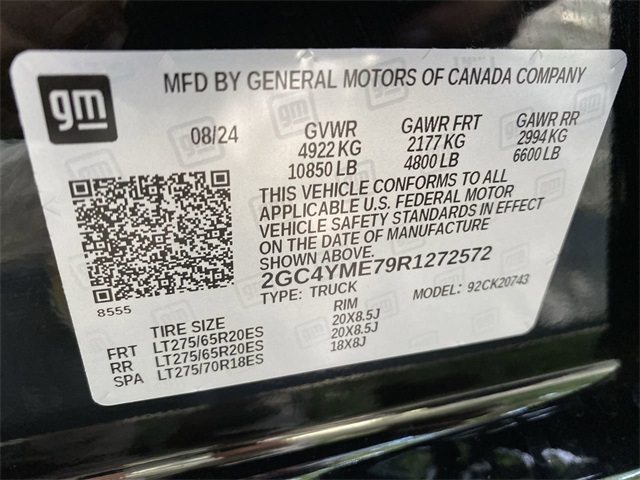 MFD BY GENERAL MOTORS OF CANADA COMPANY
gm
08/24 GVWR GAWR FRT GAWR RR
4922 KG 2177 KG 2994 KG
10850 LB 4800 LB 6600 LB
THIS VEHICLE CONFORMS TO ALL
APPLICABLE U.S. FEDERAL MOTOR
VEHICLE SAFETY STANDARDS IN EFFECT
ON THE DATE OF MANUFACTURE
SHOWN ABOVE.
2GC4YME79R1272572
TYPE: TRUCK MODEL: 92CK20743
8555
TIRE SIZE RIM
FRT LT275/65R20ES 20X8.5J
RR LT275/65R20ES 20X8.5J
SPA LT275/70R18ES 18X8J